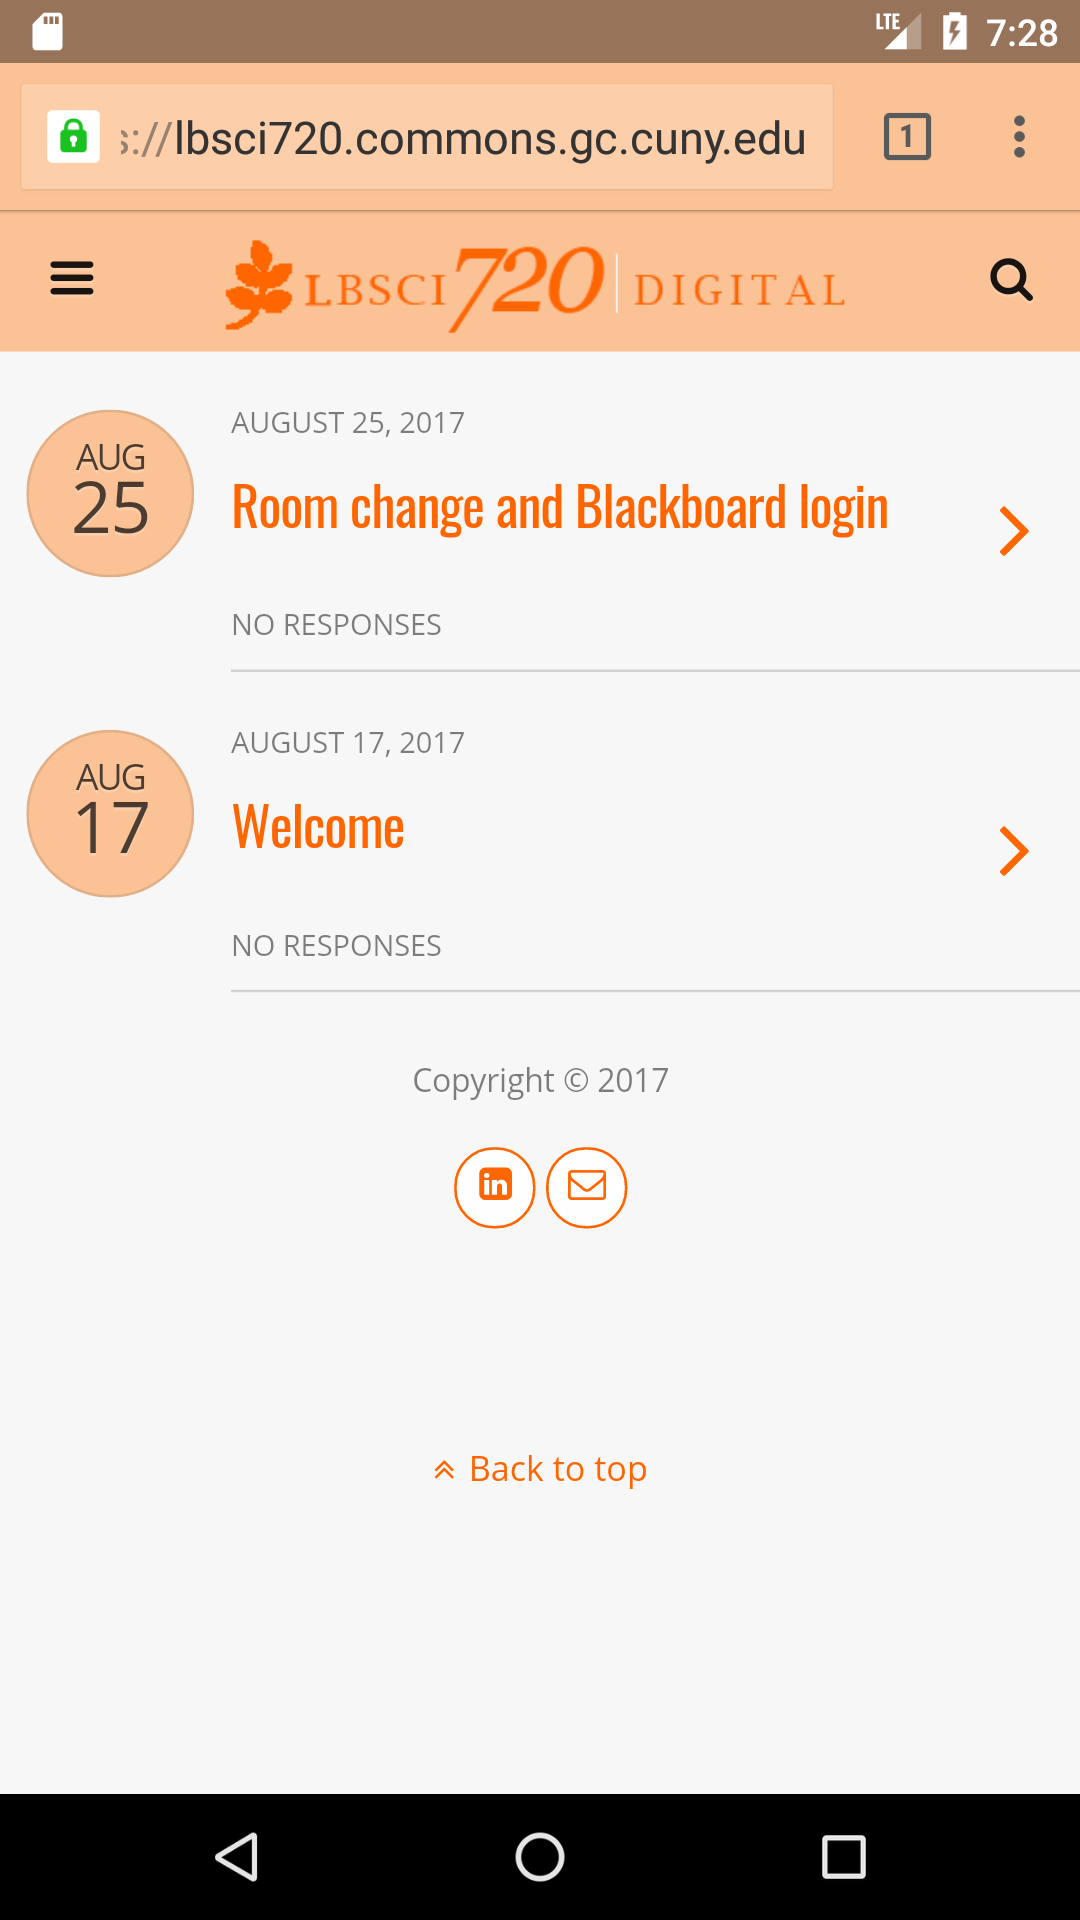 LTE 7:28
s://lbsci720.commons.gc.cuny.edu 1
LBSCI 720 DIGITAL
AUG
25
AUGUST 25, 2017
Room change and Blackboard login
NO RESPONSES
AUG
17
AUGUST 17, 2017
Welcome
NO RESPONSES
Copyright © 2017
in
Back to top